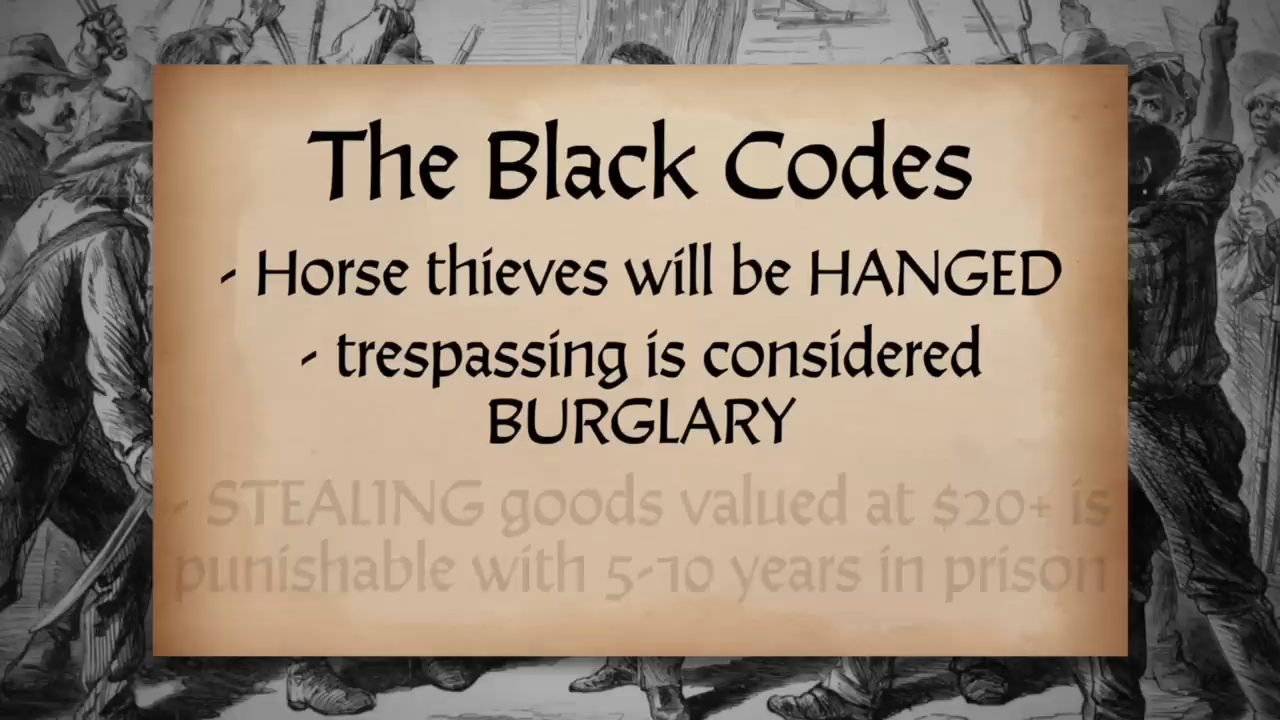 The Black Codes
- Horse thieves will be HANGED
- trespassing is considered
BURGLARY
- STEALING goods valued at $20+ is
punishable with 5-10 years in prison